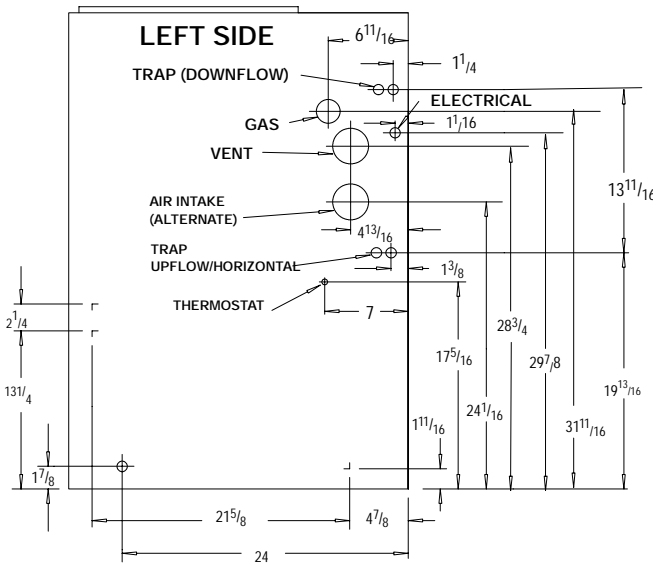 LEFT SIDE
6 11/16
TRAP (DOWNFLOW)
1 1/4
ELECTRICAL
GAS
1 1/16
VENT
13 11/16
AIR INTAKE
(ALTERNATE)
4 13/16
TRAP
UPFLOW/HORIZONTAL
1 3/8
THERMOSTAT
7
2 1/4
28 3/4
17 5/16
29 7/8
131/4
24 1/16
19 13/16
31 11/16
1 11/16
1 7/8
21 5/8
4 7/8
24